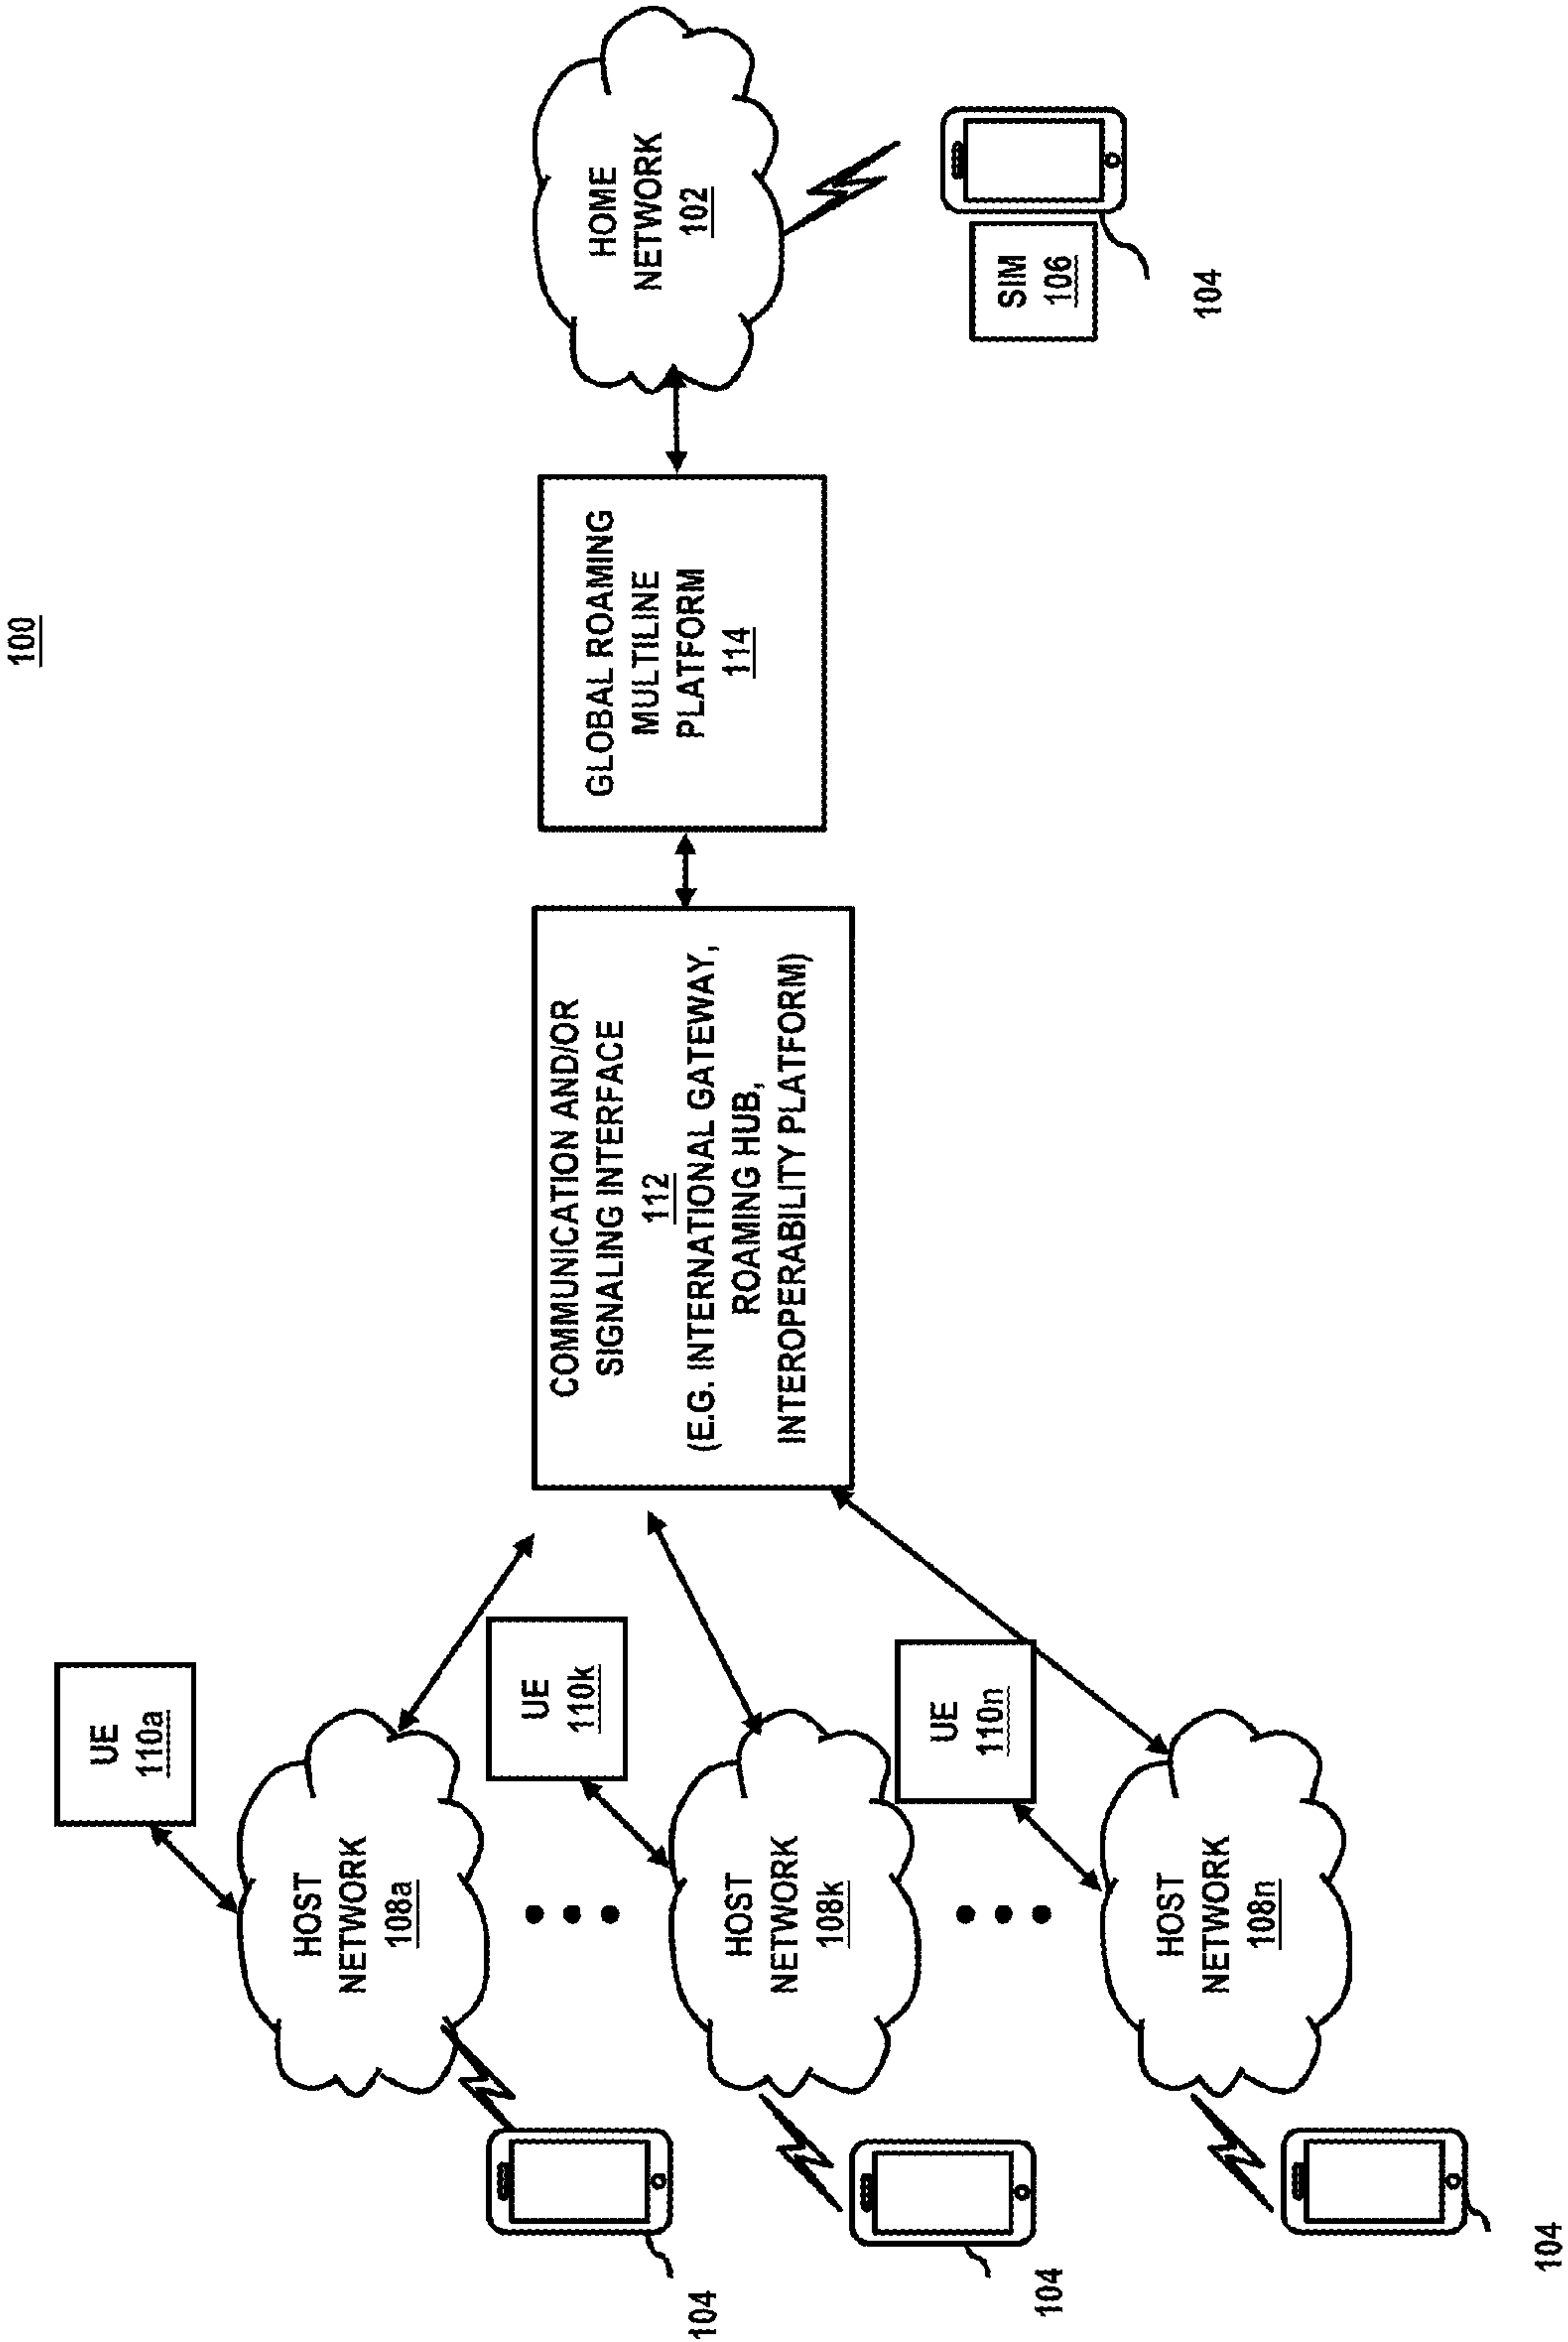 100
UE
110a
HOST
NETWORK
108a
104
UE
110k
HOST
NETWORK
108k
104
UE
110n
HOST
NETWORK
108n
104
COMMUNICATION AND/OR
SIGNALING INTERFACE
112
(E.G. INTERNATIONAL GATEWAY,
ROAMING HUB,
INTEROPERABILITY PLATFORM)
GLOBAL ROAMING
MULTILINE
PLATFORM
114
HOME
NETWORK
102
SIM
106
104